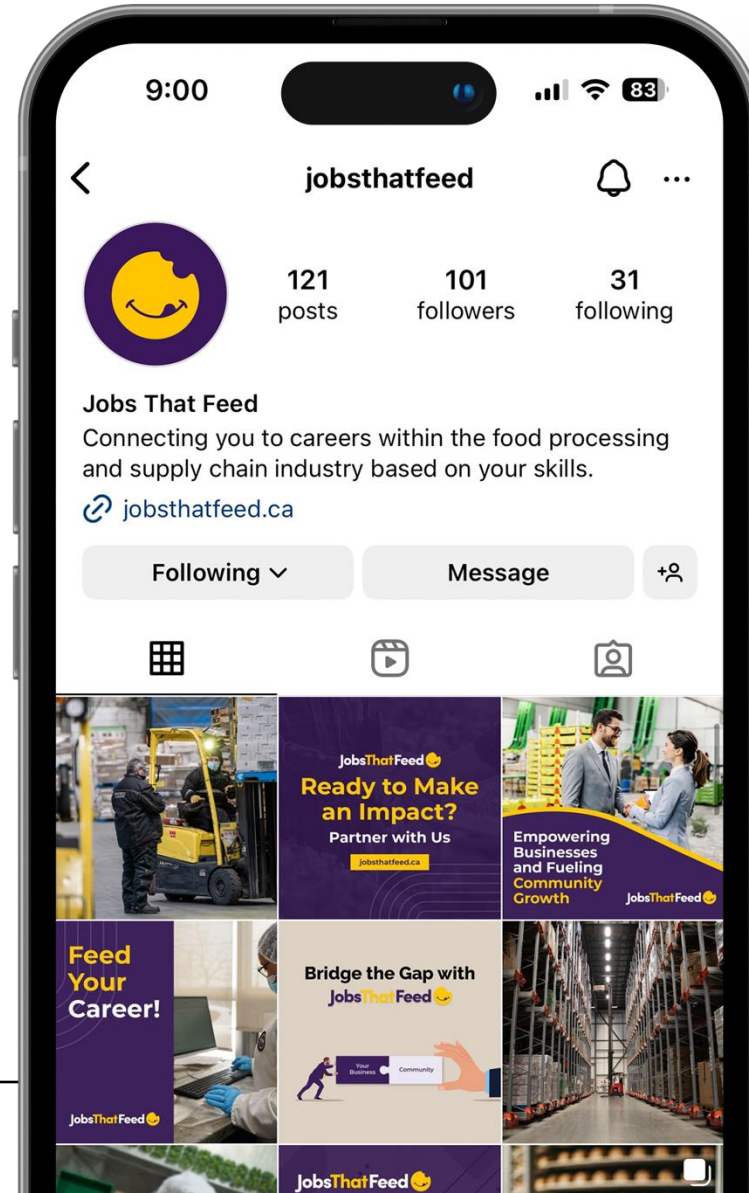 9:00
83
jobsthatfeed
121
posts
101
followers
31
following
Jobs That Feed
Connecting you to careers within the food processing
and supply chain industry based on your skills.
jobsthatfeed.ca
Following
Message
JobsThatFeed
Ready to Make
an Impact?
Partner with Us
jobsthatfeed.ca
Empowering
Businesses
and Fueling
Community
Growth
JobsThatFeed
Feed
Your
Career!
JobsThatFeed
Bridge the Gap with
JobsThatFeed
Your
Business
Community
JobsThatFeed